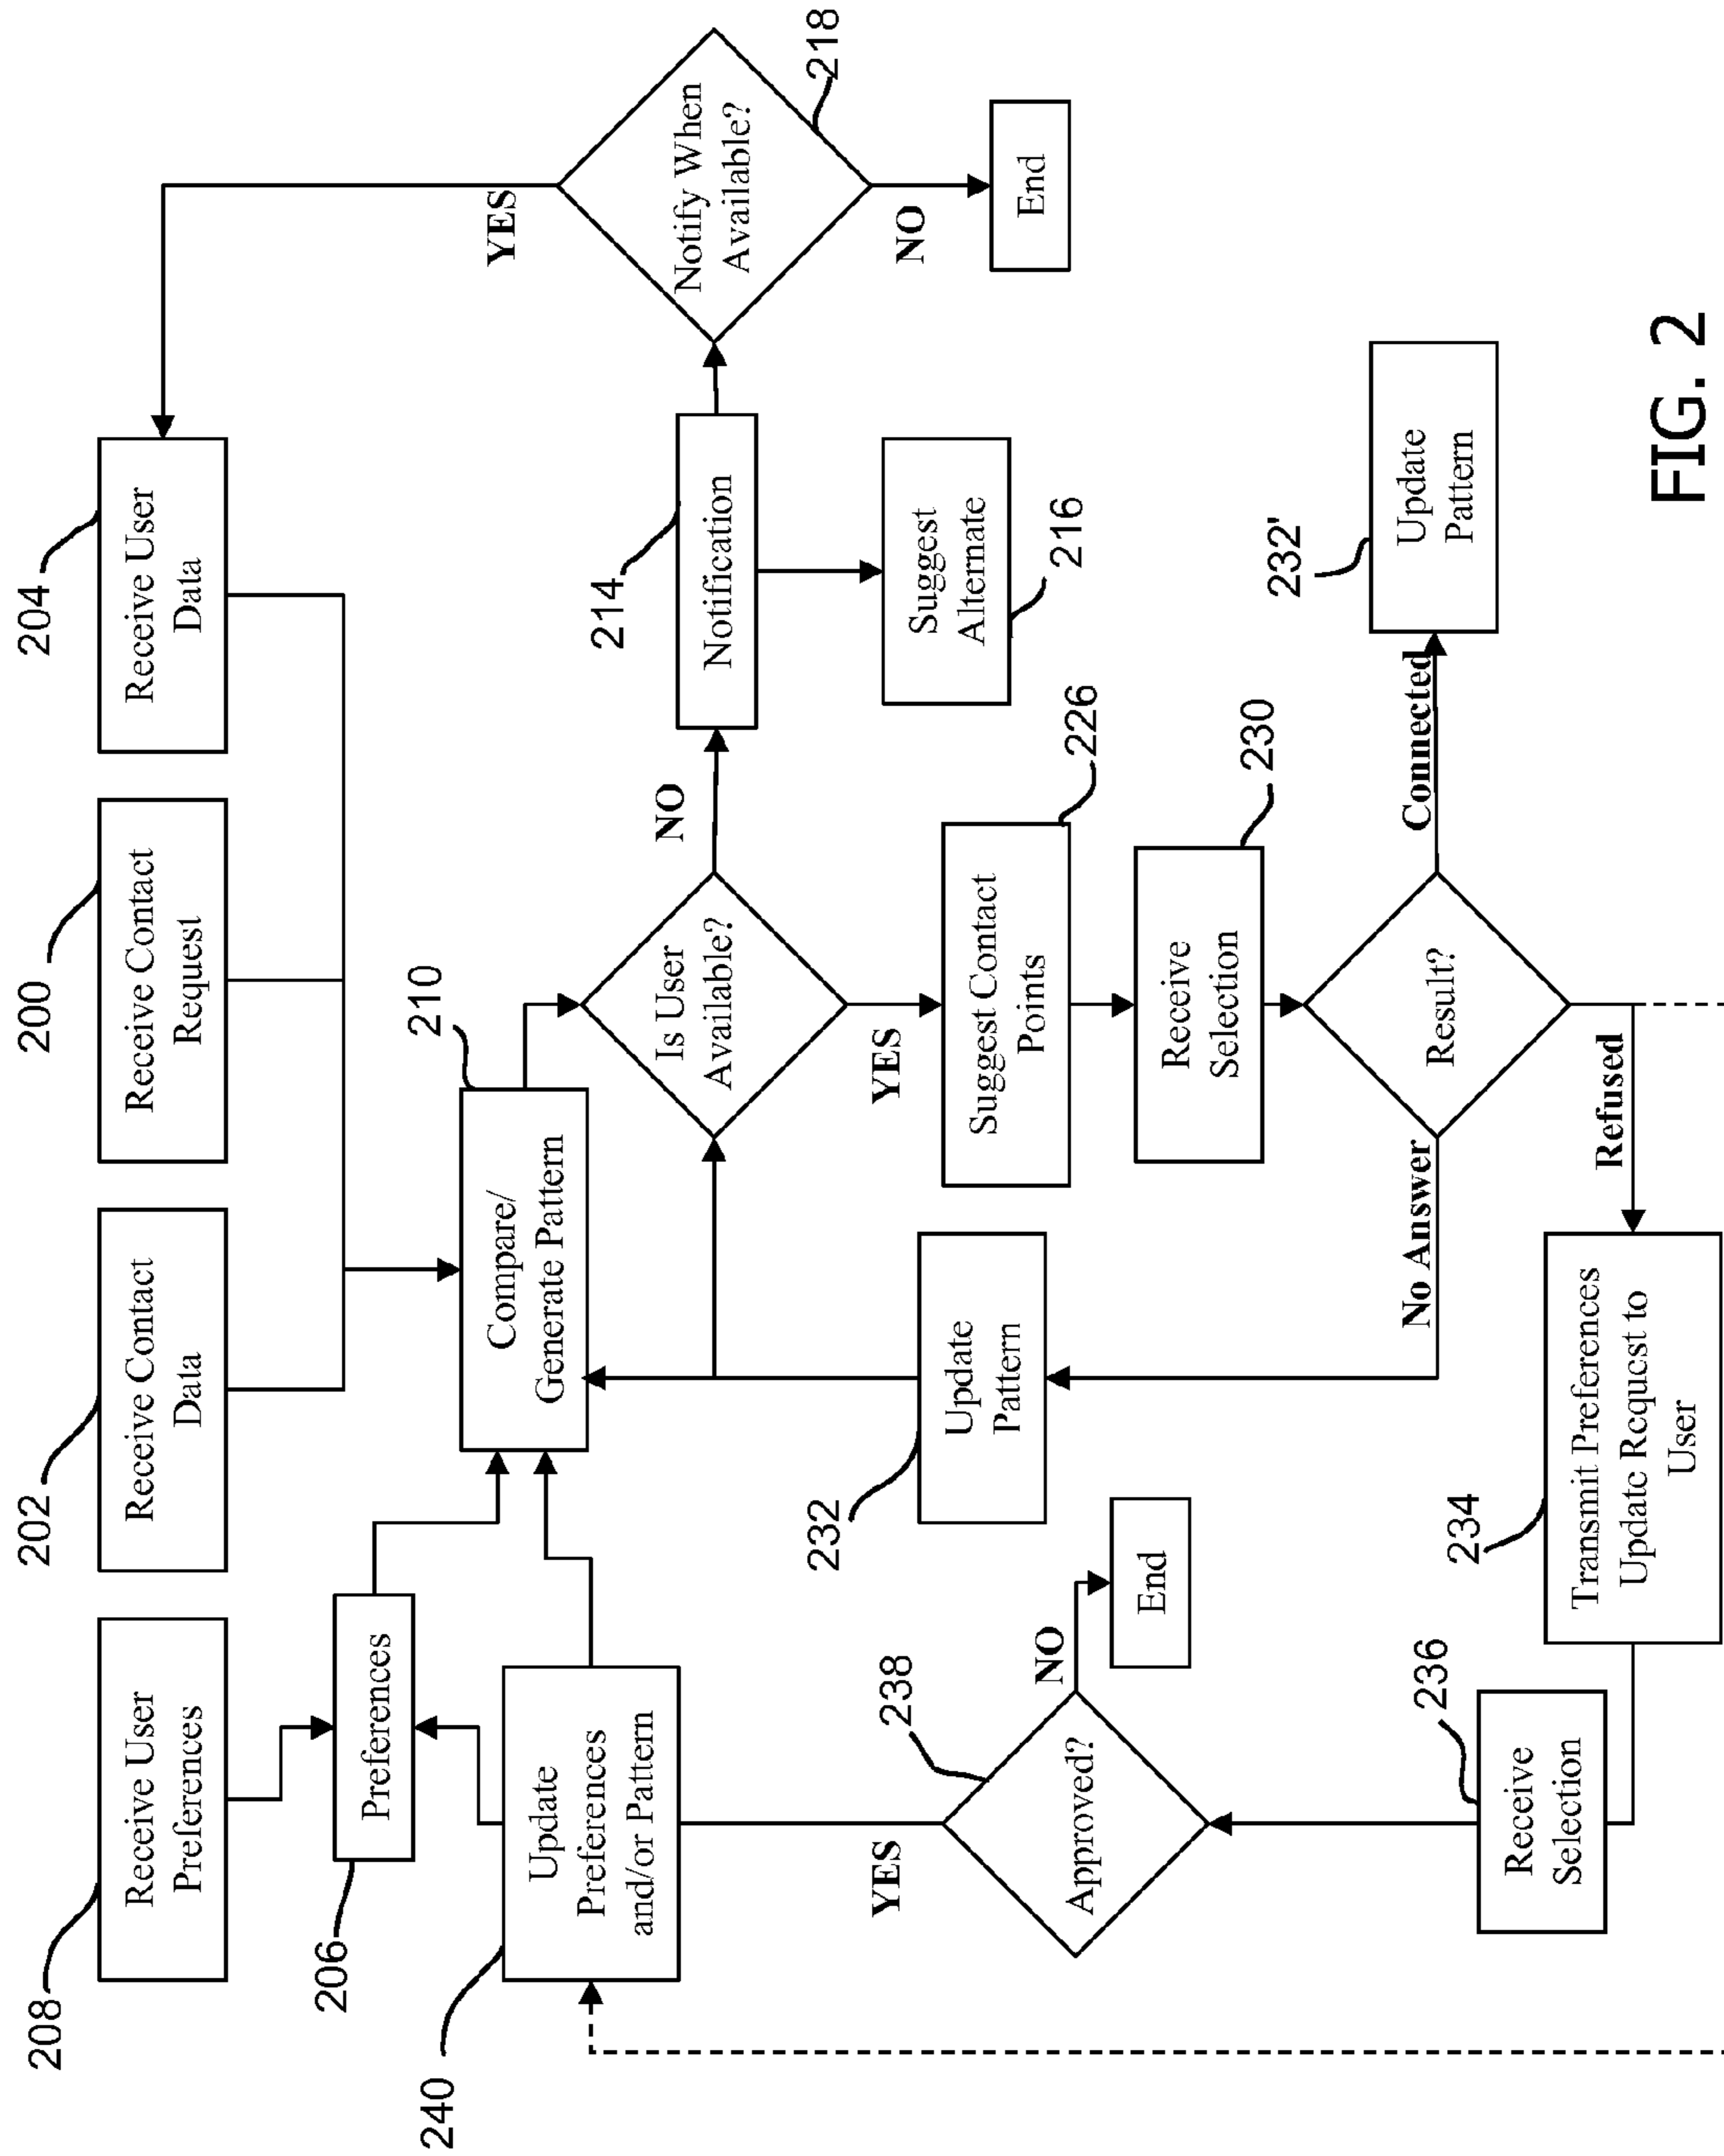 208
Receive User
Preferences
202
Receive Contact
Data
200
Receive Contact
Request
204
Receive User
Data
206
Preferences
210
Compare/
Generate Pattern
240
Update
Preferences
and/or Pattern
Is User
Available?
NO
214
Notification
YES
Notify When
Available?
218
NO
End
232
Update
Pattern
YES
Suggest Contact
Points
226
Suggest
Alternate
216
YES
238
Approved?
NO
End
Receive
Selection
230
No Answer
Result?
Connected
232'
Update
Pattern
236
Receive
Selection
234
Transmit Preferences
Update Request to
User
Refused
FIG. 2